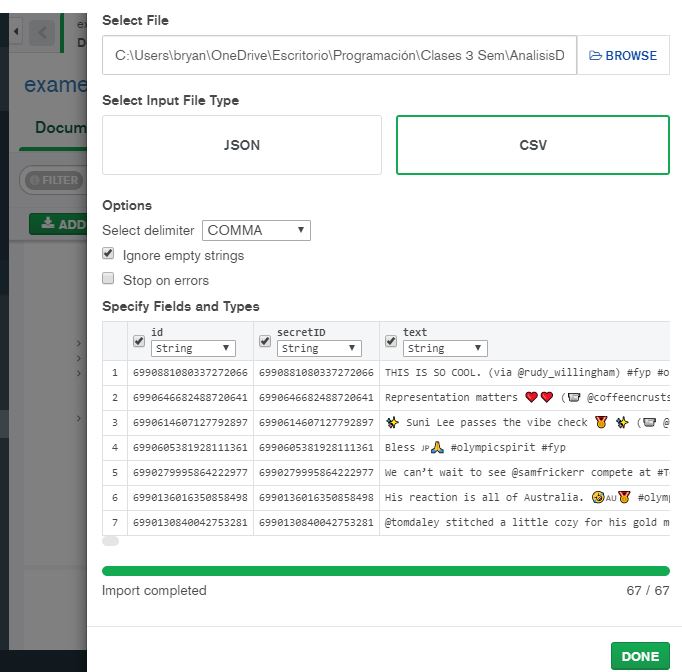 Select File
C:\Users\bryan\OneDrive\Escritorio\Programación\Clases 3 Sem\AnalisisD
BROWSE
exame
Select Input File Type
Docum
JSON
CSV
FILTER
Options
ADD
Select delimiter COMMA
Ignore empty strings
Stop on errors
Specify Fields and Types
id secretID text
String String String
1 6990881080337272066 6990881080337272066 THIS IS SO COOL. (via @rudy_willingham) #fyp #o
2 6990646682488720641 6990646682488720641 Representation matters ❤️❤️ ( @coffeencrusts
3 6990614607127792897 6990614607127792897 ✨ Suni Lee passes the vibe check 🏅 ✨ ( @
4 6990605381928111361 6990605381928111361 Bless JP🙏 #olympicspirit #fyp
5 6990279995864222977 6990279995864222977 We can’t wait to see @samfrickerr compete at #T
6 6990136016350858498 6990136016350858498 His reaction is all of Australia. AU🏅 #olym
7 6990130840042753281 6990130840042753281 @tomdaley stitched a little cozy for his gold m
Import completed 67 / 67
DONE